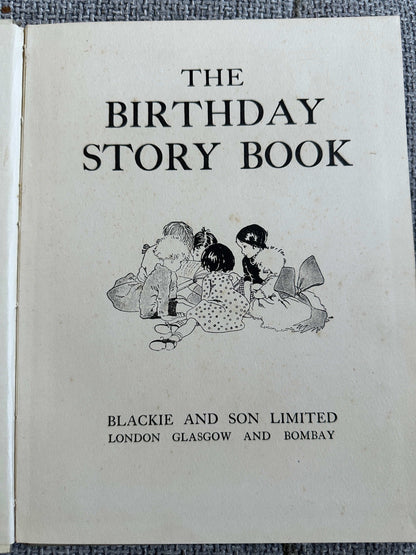 THE
BIRTHDAY
STORY BOOK
BLACKIE AND SON LIMITED
LONDON GLASGOW AND BOMBAY